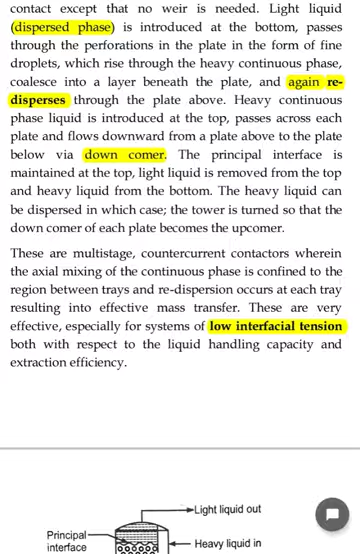 contact except that no weir is needed. Light liquid
(dispersed phase) is introduced at the bottom, passes
through the perforations in the plate in the form of fine
droplets, which rise through the heavy continuous phase,
coalesce into a layer beneath the plate, and again re-
disperses through the plate above. Heavy continuous
phase liquid is introduced at the top, passes across each
plate and flows downward from a plate above to the plate
below via down comer. The principal interface is
maintained at the top, light liquid is removed from the top
and heavy liquid from the bottom. The heavy liquid can
be dispersed in which case; the tower is turned so that the
down comer of each plate becomes the upcomer.
These are multistage, countercurrent contactors wherein
the axial mixing of the continuous phase is confined to the
region between trays and re-dispersion occurs at each tray
resulting into effective mass transfer. These are very
effective, especially for systems of low interfacial tension
both with respect to the liquid handling capacity and
extraction efficiency.
Light liquid out
Principal
interface
Heavy liquid in